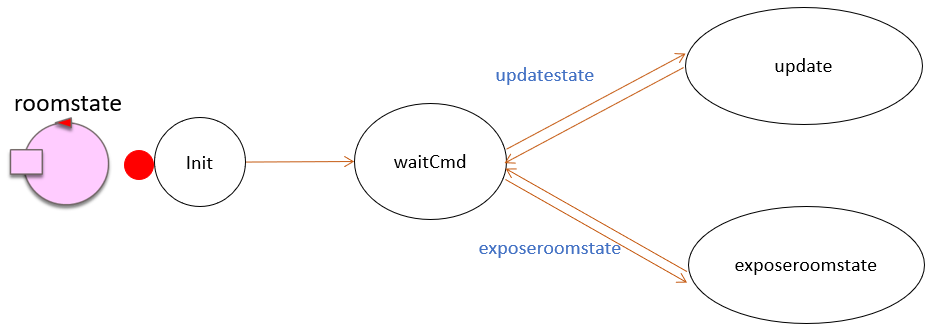 roomstate
Init
waitCmd
updatestate
update
exposeroomstate
exposeroomstate